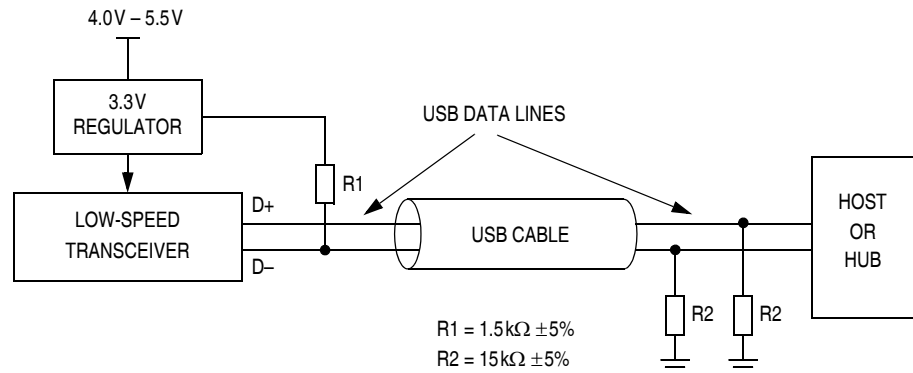 4.0V – 5.5V
3.3V
REGULATOR
USB DATA LINES
R1
D+
LOW-SPEED
TRANSCEIVER
D–
USB CABLE
HOST
OR
HUB
R2
R2
R1 = 1.5kΩ ±5%
R2 = 15kΩ ±5%